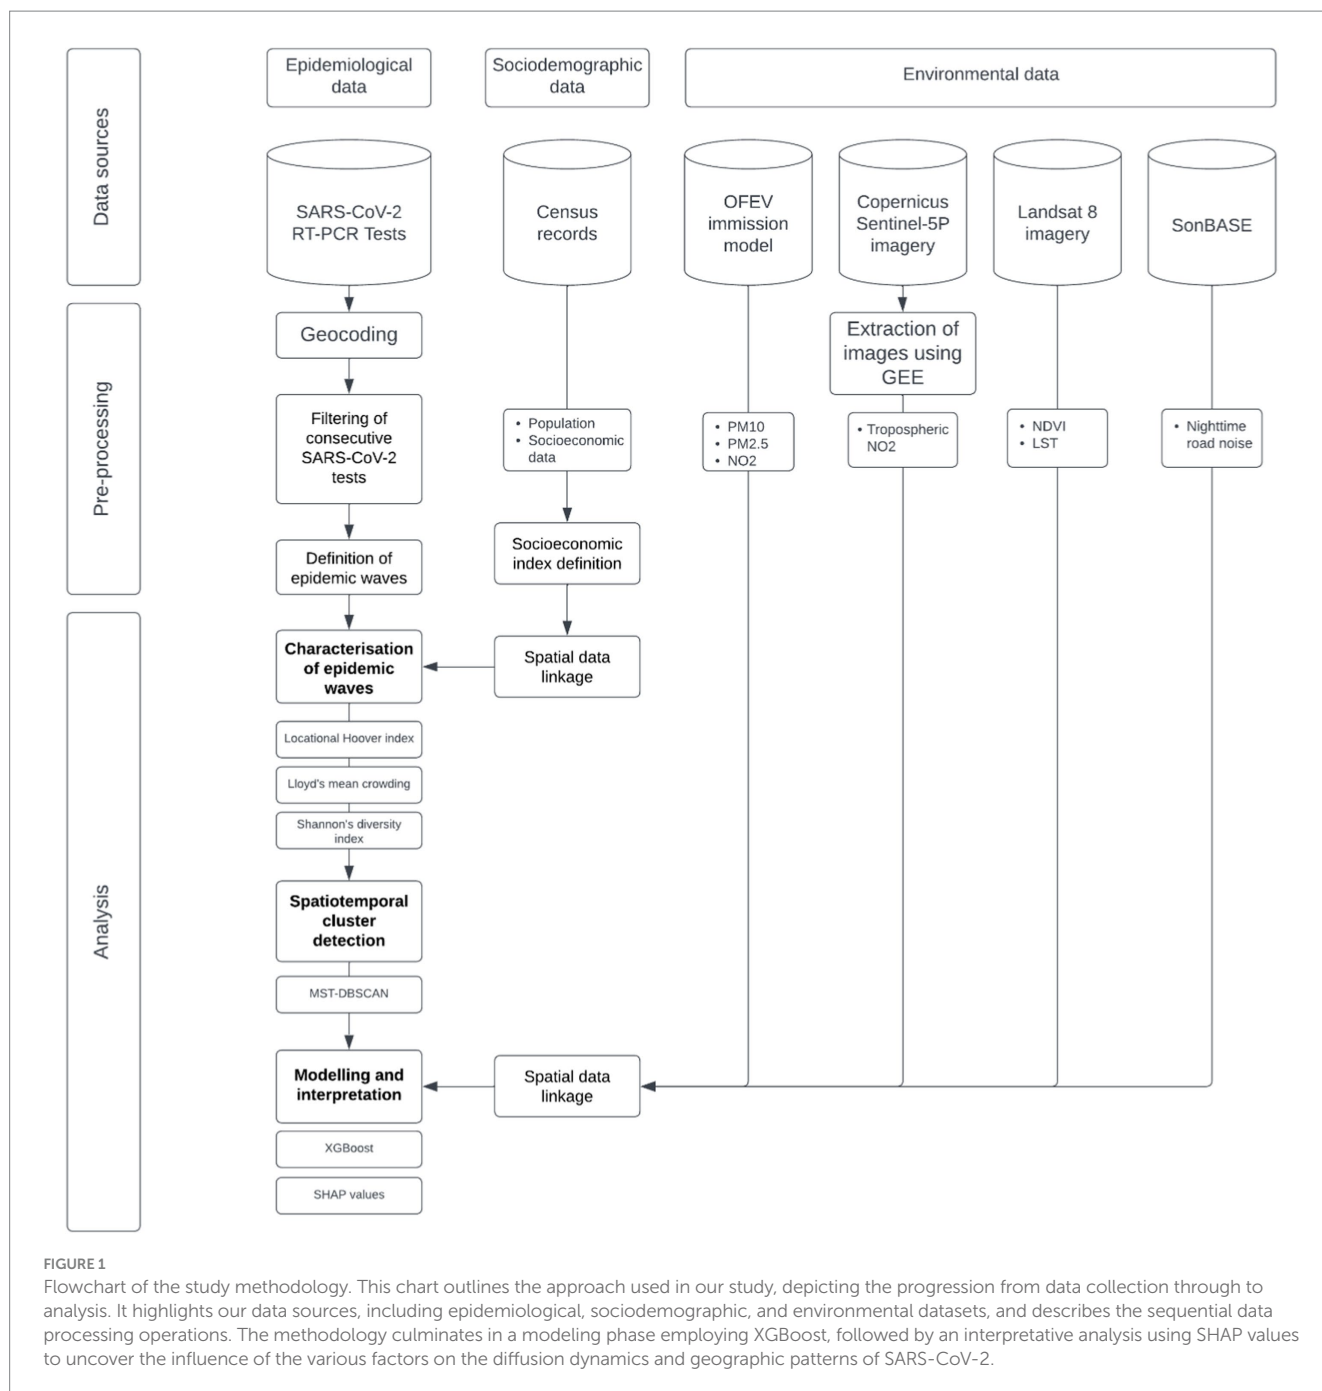 Data sources
Epidemiological
data
Sociodemographic
data
Environmental data
SARS-CoV-2
RT-PCR Tests
Census
records
OFEV
immission
model
Copernicus
Sentinel-5P
imagery
Landsat 8
imagery
SonBASE
Pre-processing
Geocoding
Extraction of
images using
GEE
Filtering of
consecutive
SARS-CoV-2
tests
• Population
• Socioeconomic
data
• PM10
• PM2.5
• NO2
• Tropospheric
NO2
• NDVI
• LST
• Nighttime
road noise
Definition of
epidemic waves
Socioeconomic
index definition
Analysis
Characterisation
of epidemic
waves
Spatial data
linkage
Locational Hoover index
Lloyd's mean crowding
Shannon's diversity
index
Spatiotemporal
cluster
detection
MST-DBSCAN
Modelling and
interpretation
Spatial data
linkage
XGBoost
SHAP values
FIGURE 1
Flowchart of the study methodology. This chart outlines the approach used in our study, depicting the progression from data collection through to
analysis. It highlights our data sources, including epidemiological, sociodemographic, and environmental datasets, and describes the sequential data
processing operations. The methodology culminates in a modeling phase employing XGBoost, followed by an interpretative analysis using SHAP values
to uncover the influence of the various factors on the diffusion dynamics and geographic patterns of SARS-CoV-2.